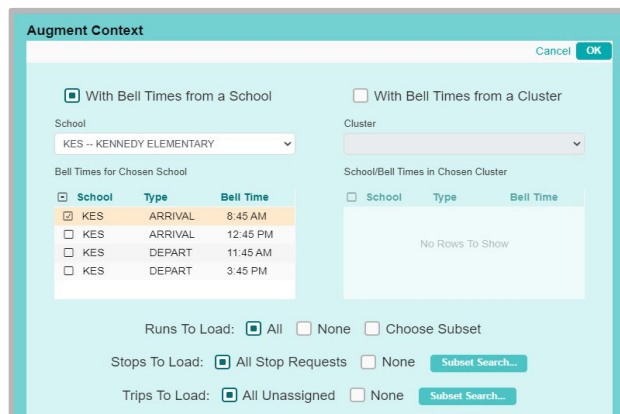 Augment Context
Cancel OK
With Bell Times from a School
With Bell Times from a Cluster
School
Cluster
KES -- KENNEDY ELEMENTARY
Bell Times for Chosen School
School/Bell Times in Chosen Cluster
School Type Bell Time
School Type Bell Time
KES ARRIVAL 8:45 AM
KES ARRIVAL 12:45 PM
KES DEPART 11:45 AM
KES DEPART 3:45 PM
No Rows To Show
Runs To Load: All None Choose Subset
Stops To Load: All Stop Requests None Subset Search...
Trips To Load: All Unassigned None Subset Search...